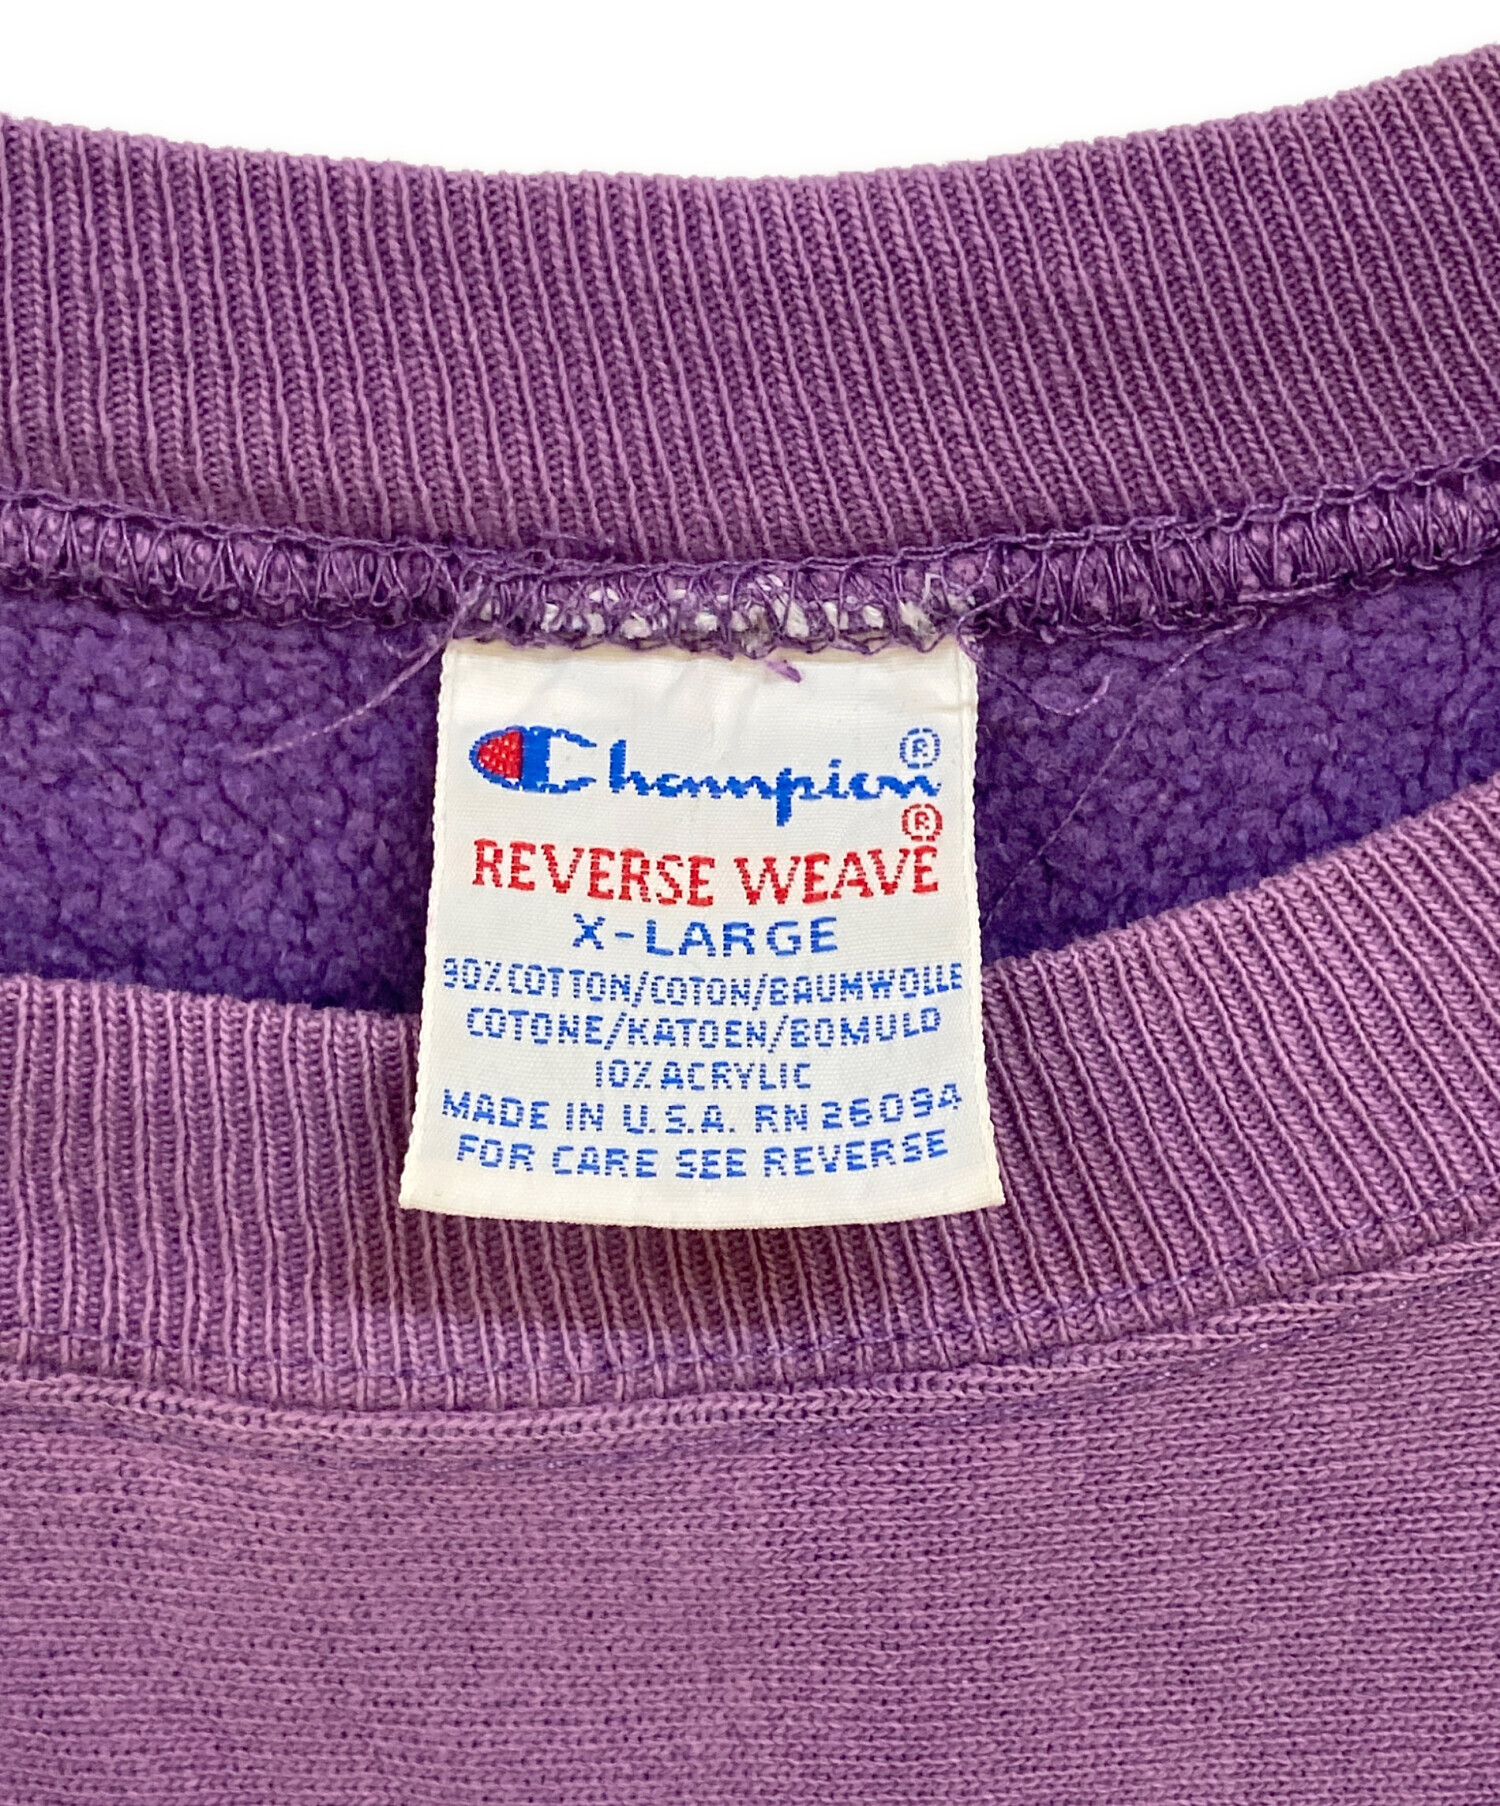 Champion®
REVERSE WEAVE®
X-LARGE
90% COTTON/COTON/BAUMWOLLE
COTONE/KATOEN/BOMULD
10% ACRYLIC
MADE IN U.S.A. RN 26094
FOR CARE SEE REVERSE